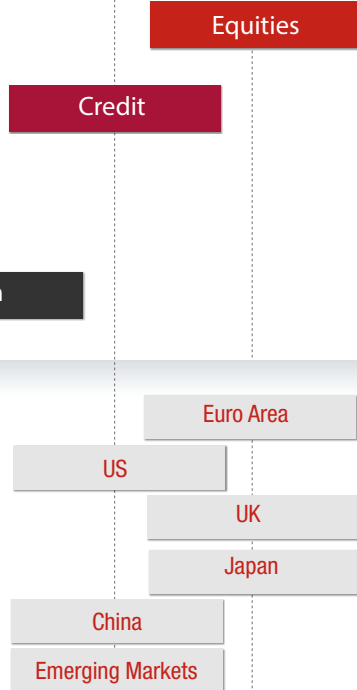 Equities
Credit
Euro Area
US
UK
Japan
China
Emerging Markets